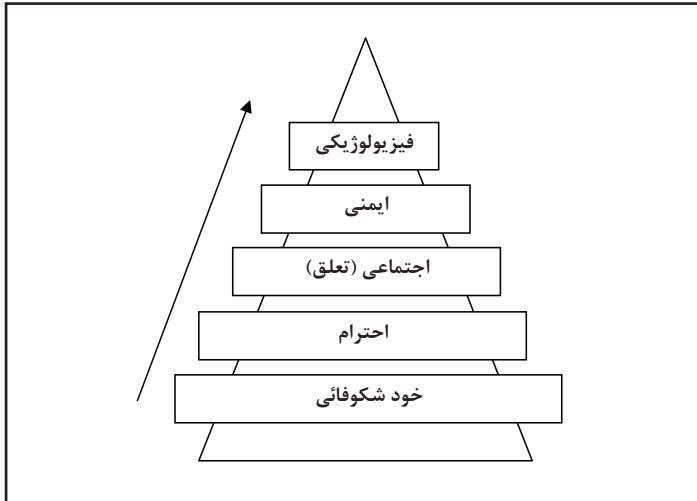 فیزیولوژیکی
ایمنی
اجتماعی (تعلق)
احترام
خود شکوفائی